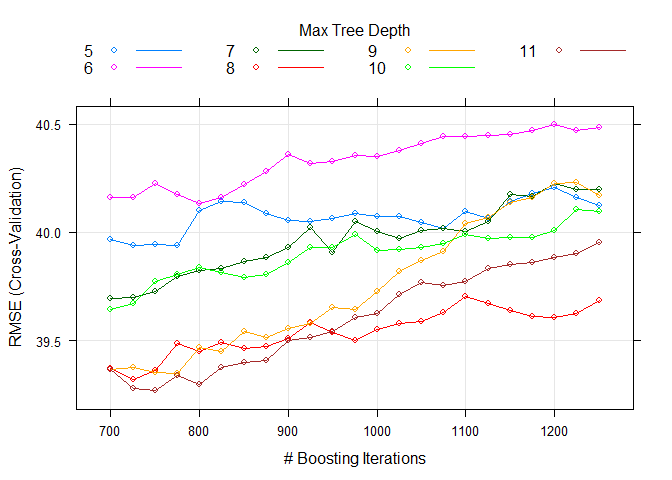 Max Tree Depth
5 7 9 11
6 8 10
40.5
40.0
39.5
RMSE (Cross-Validation)
700 800 900 1000 1100 1200
# Boosting Iterations